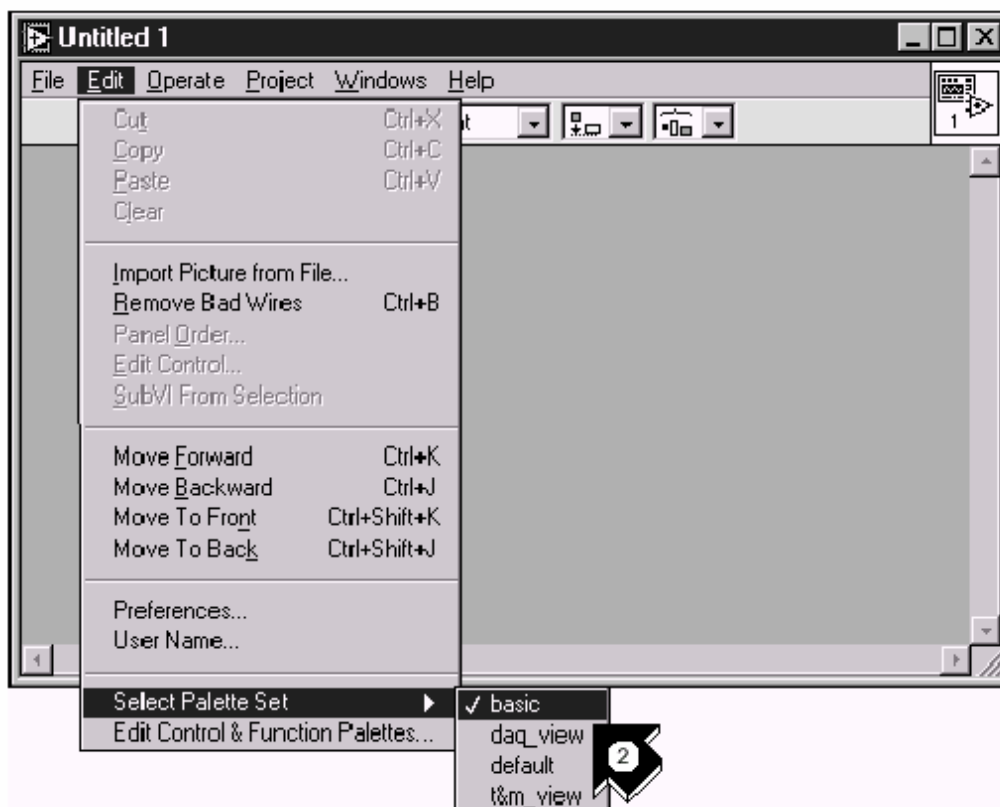 Untitled 1
File Edit Operate Project Windows Help
1
Cut Ctrl+X
Copy Ctrl+C
Paste Ctrl+V
Clear
Import Picture from File...
Remove Bad Wires Ctrl+B
Panel Order...
Edit Control...
SubVI From Selection
Move Forward Ctrl+K
Move Backward Ctrl+J
Move To Front Ctrl+Shift+K
Move To Back Ctrl+Shift+J
Preferences...
User Name...
Select Palette Set
Edit Control & Function Palettes...
basic
daq_view
default
t&m_view
2